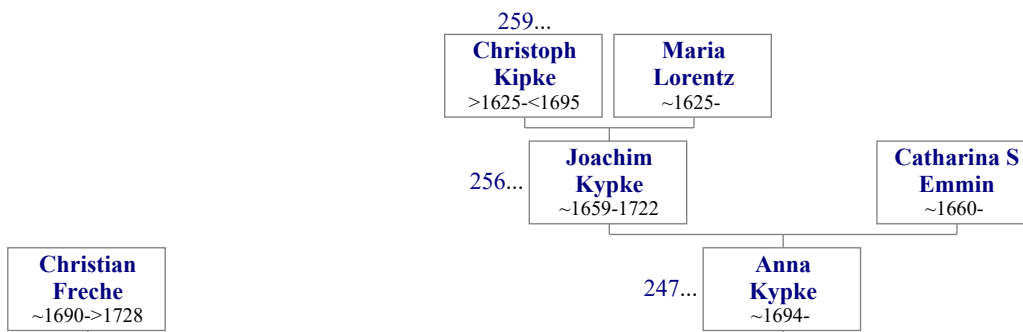 259...
Christoph
Kipke
>1625-<1695
Maria
Lorentz
~1625-
256...
Joachim
Kypke
~1659-1722
Catharina S
Emmin
~1660-
Christian
Freche
~1690->1728
247...
Anna
Kypke
~1694-